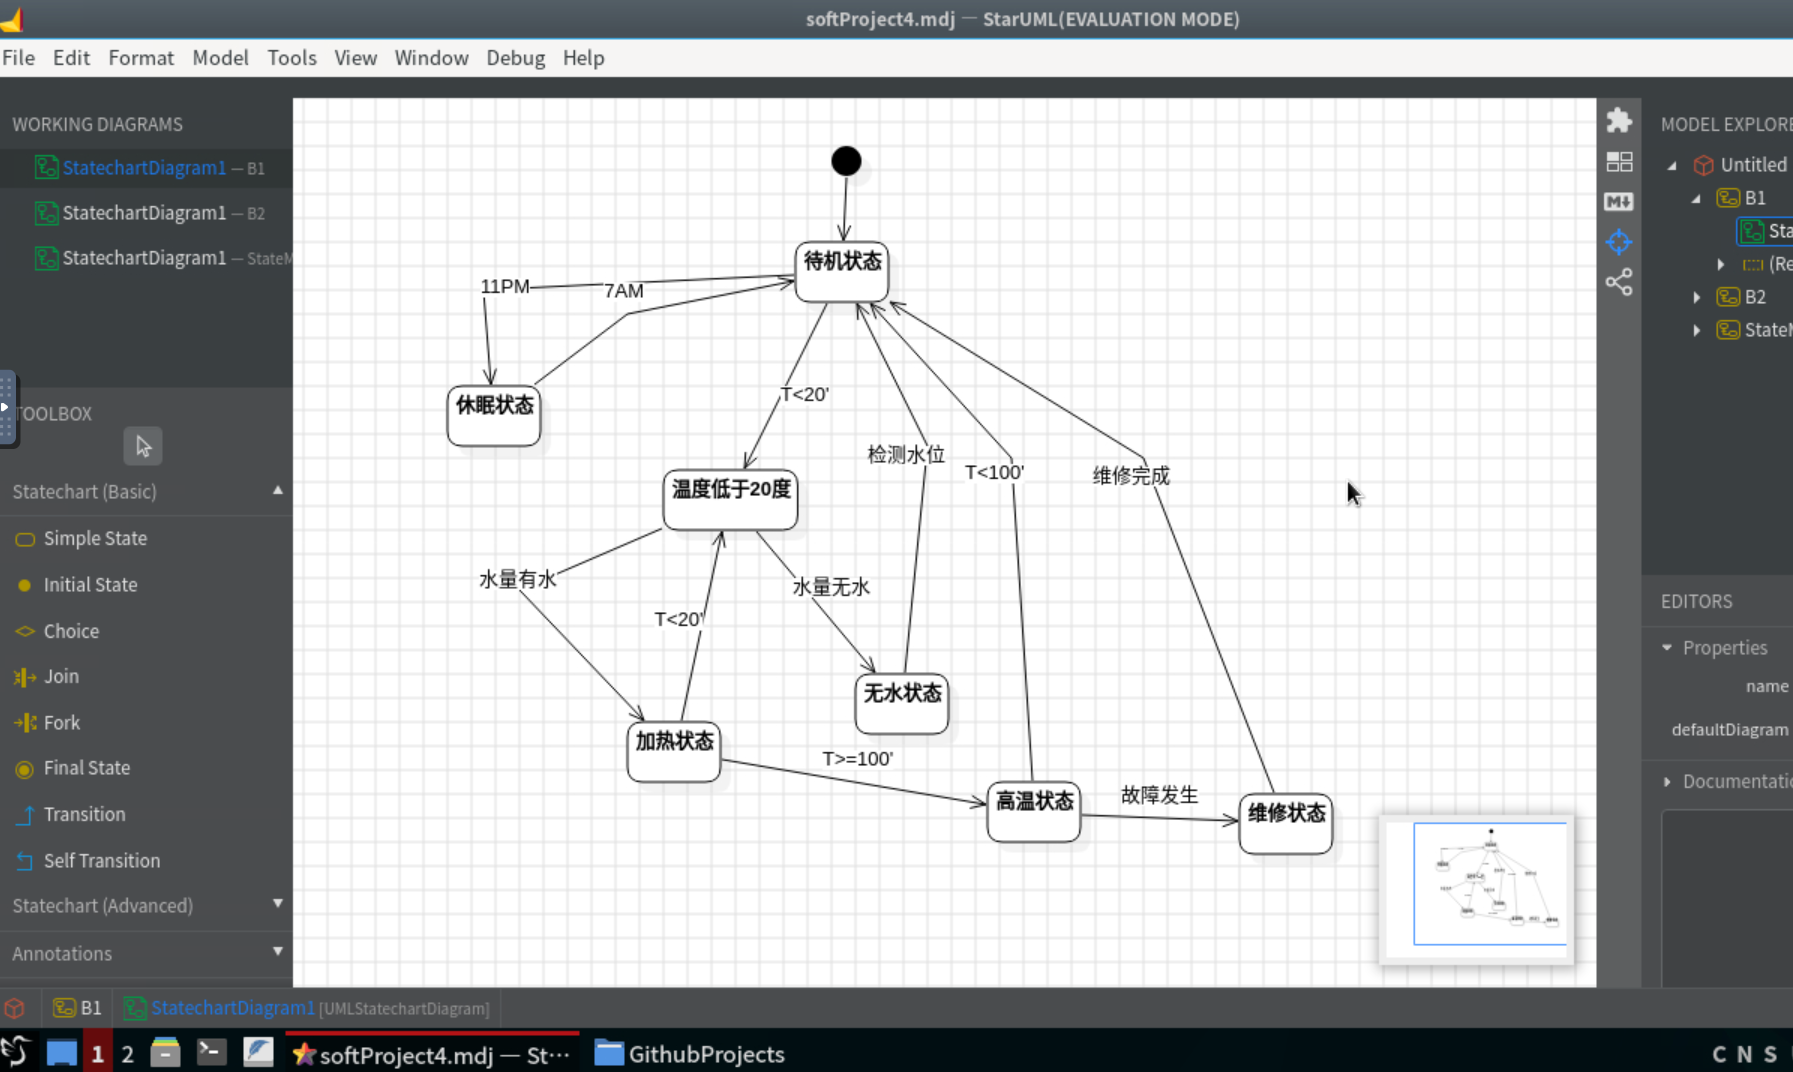 softProject4.mdj — StarUML(EVALUATION MODE)
File Edit Format Model Tools View Window Debug Help
WORKING DIAGRAMS
StatechartDiagram1 — B1
StatechartDiagram1 — B2
StatechartDiagram1 — StateM
TOOLBOX
Statechart (Basic)
Simple State
Initial State
Choice
Join
Fork
Final State
Transition
Self Transition
Statechart (Advanced)
Annotations
待机状态
11PM
7AM
休眠状态
T<20'
检测水位
T<100'
维修完成
温度低于20度
水量有水
水量无水
T<20'
无水状态
加热状态
T>=100'
高温状态
故障发生
维修状态
M
MODEL EXPLORE
Untitled
B1
Sta
(Re
B2
StateM
EDITORS
Properties
name
defaultDiagram
Documentatio
B1 StatechartDiagram1 [UMLStatechartDiagram]
1 2 softProject4.mdj — St··· GithubProjects C N S